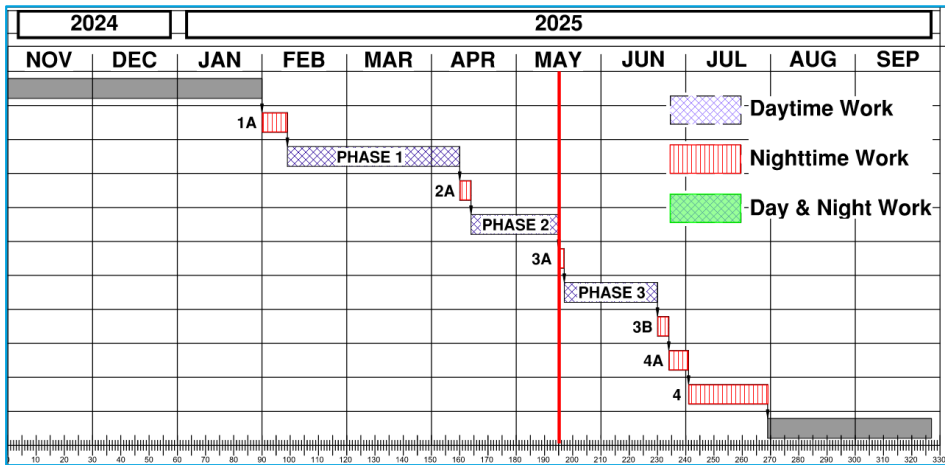 2024 2025
NOV DEC JAN FEB MAR APR MAY JUN JUL AUG SEP
Daytime Work
1A
PHASE 1
Nighttime Work
2A
Day & Night Work
PHASE 2
3A
PHASE 3
3B
4A
4
0 10 20 30 40 50 60 70 80 90 100 110 120 130 140 150 160 170 180 190 200 210 220 230 240 250 260 270 280 290 300 310 320 330